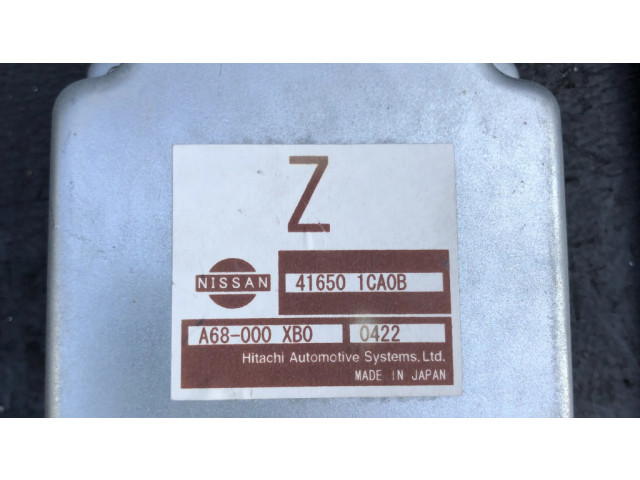 Z
NISSAN 41650 1CA0B
A68-000 XB0 0422
Hitachi Automotive Systems, Ltd.
MADE IN JAPAN